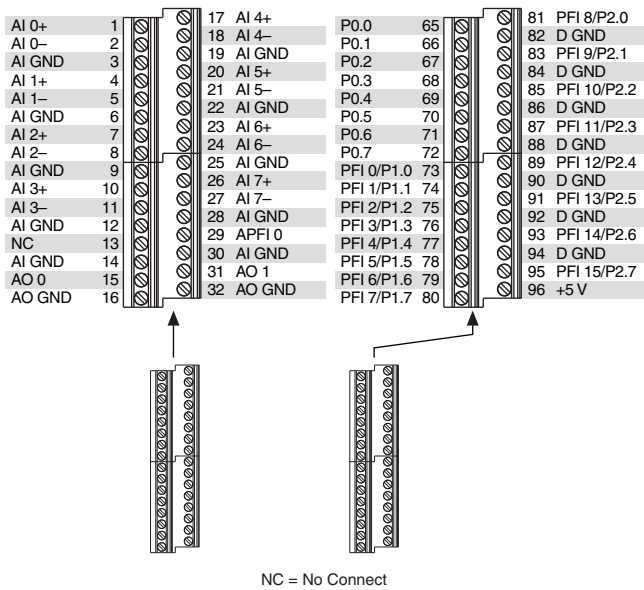 AI 0+ 1
AI 0– 2
AI GND 3
AI 1+ 4
AI 1– 5
AI GND 6
AI 2+ 7
AI 2– 8
AI GND 9
AI 3+ 10
AI 3– 11
AI GND 12
NC 13
AI GND 14
AO 0 15
AO GND 16
17 AI 4+
18 AI 4–
19 AI GND
20 AI 5+
21 AI 5–
22 AI GND
23 AI 6+
24 AI 6–
25 AI GND
26 AI 7+
27 AI 7–
28 AI GND
29 APFI 0
30 AI GND
31 AO 1
32 AO GND
P0.0 65
P0.1 66
P0.2 67
P0.3 68
P0.4 69
P0.5 70
P0.6 71
P0.7 72
PFI 0/P1.0 73
PFI 1/P1.1 74
PFI 2/P1.2 75
PFI 3/P1.3 76
PFI 4/P1.4 77
PFI 5/P1.5 78
PFI 6/P1.6 79
PFI 7/P1.7 80
81 PFI 8/P2.0
82 D GND
83 PFI 9/P2.1
84 D GND
85 PFI 10/P2.2
86 D GND
87 PFI 11/P2.3
88 D GND
89 PFI 12/P2.4
90 D GND
91 PFI 13/P2.5
92 D GND
93 PFI 14/P2.6
94 D GND
95 PFI 15/P2.7
96 +5 V
NC = No Connect